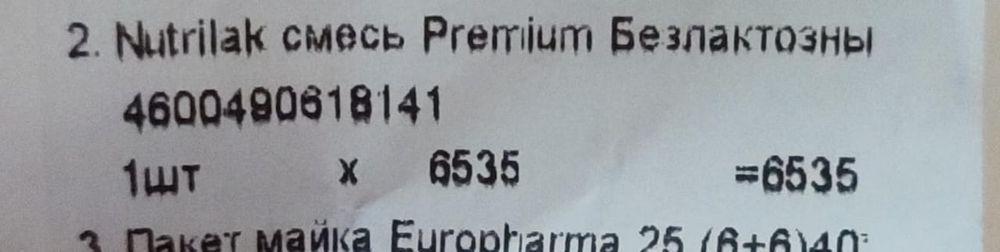 2. Nutrilak смесь Premium Безлактозны
4600490618141
1шт x 6535 =6535
3. Пакет майка Europharma 25 (6+6)40